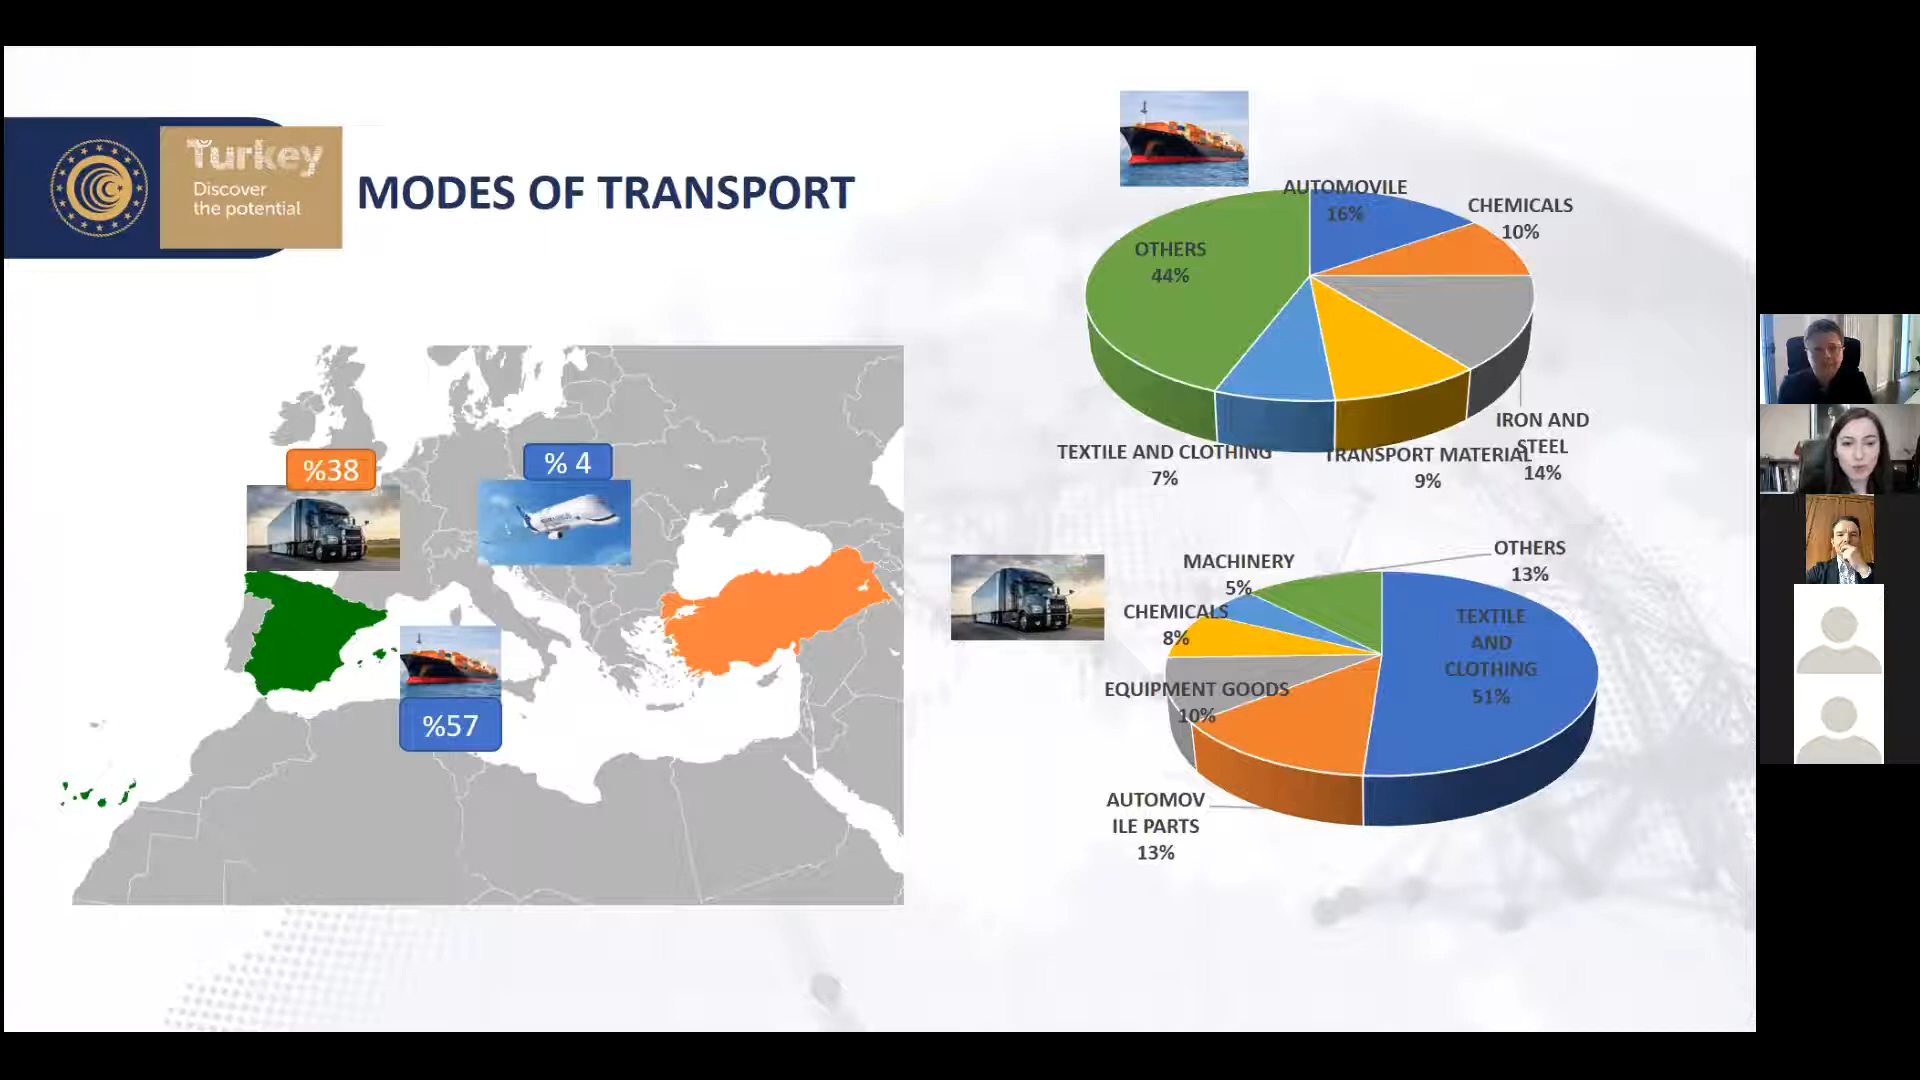 Turkey
Discover
the potential
MODES OF TRANSPORT
%38
% 4
%57
AUTOMOVILE
16%
CHEMICALS
10%
OTHERS
44%
IRON AND
STEEL
14%
TRANSPORT MATERIAL
9%
TEXTILE AND CLOTHING
7%
OTHERS
13%
MACHINERY
5%
CHEMICALS
8%
TEXTILE
AND
CLOTHING
51%
EQUIPMENT GOODS
10%
AUTOMOV
ILE PARTS
13%